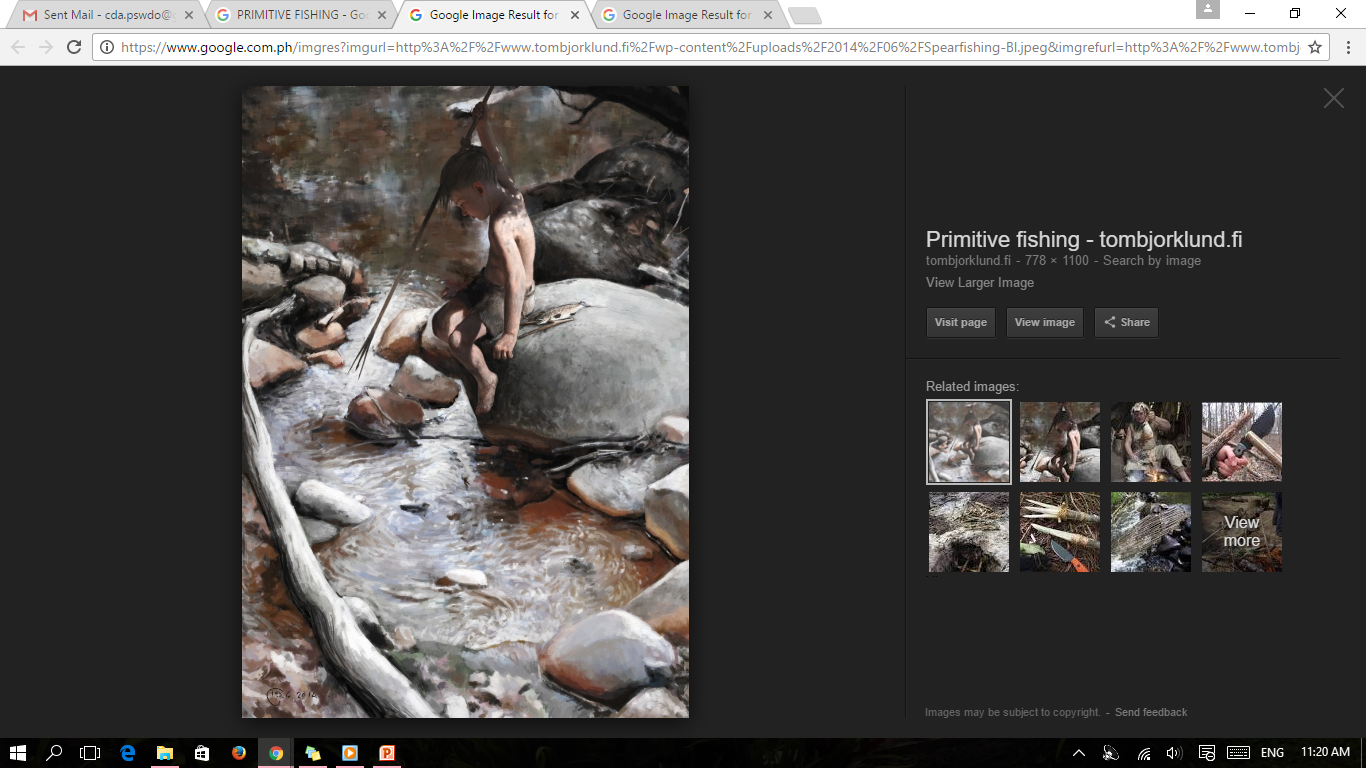 Sent Mail - cda.pswdo@
PRIMITIVE FISHING - Go
Google Image Result for
Google Image Result for
https://www.google.com.ph/imgres?imgurl=http%3A%2F%2Fwww.tombjorklund.fi%2Fwp-content%2Fuploads%2F2014%2F06%2FSpearfishing-Bl.jpeg&imgrefurl=http%3A%2F%2Fwww.tombj
Primitive fishing - tombjorklund.fi
tombjorklund.fi - 778 × 1100 - Search by image
View Larger Image
Visit page
View image
Share
Related images:
View
more
Images may be subject to copyright. - Send feedback
ENG
11:20 AM